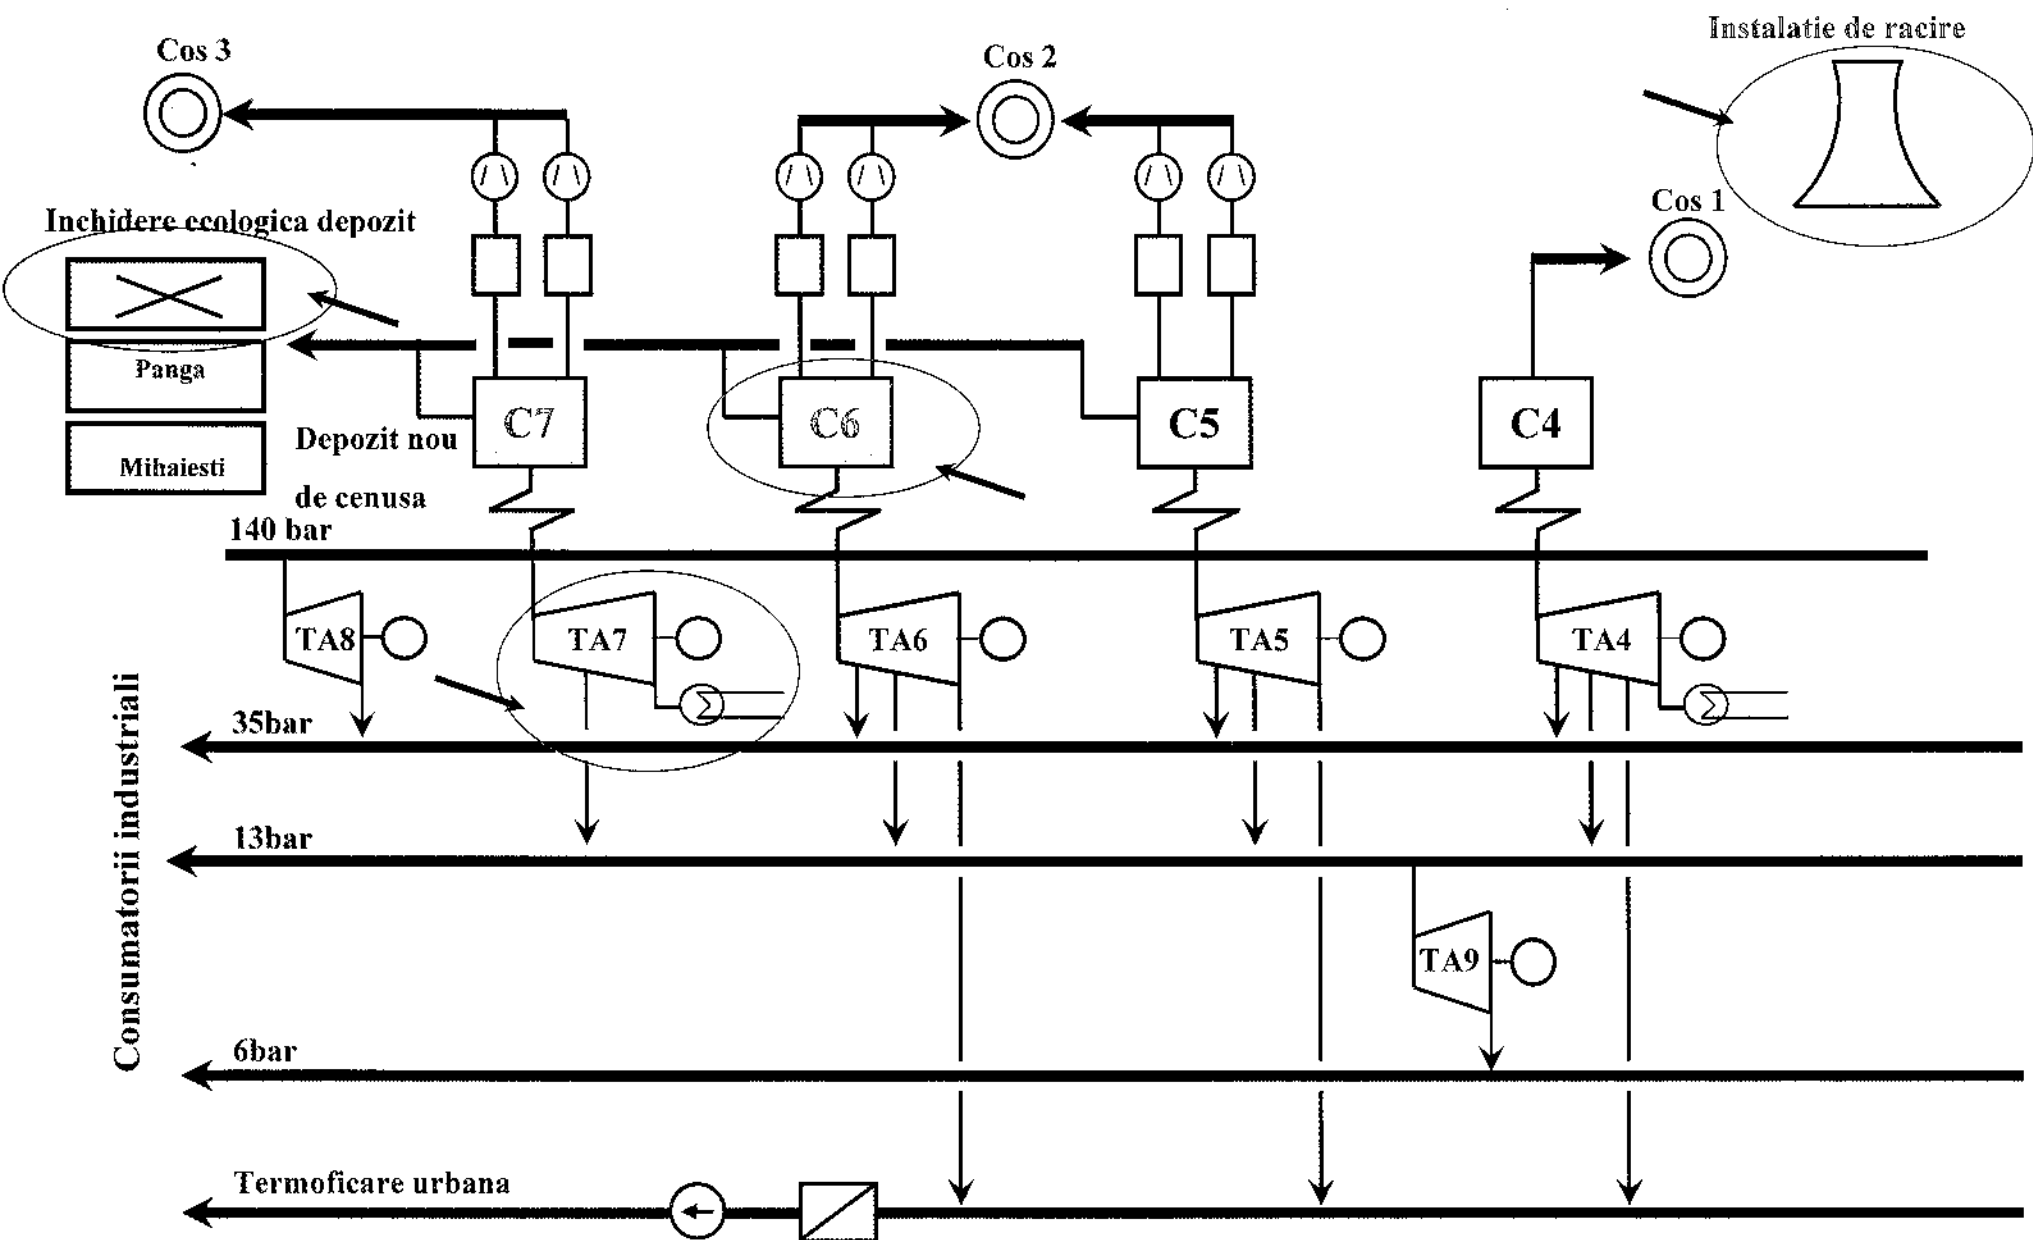 Instalatie de racire
Cos 3
Cos 2
Cos 1
Inchidere ecologica depozit
Panga
Mihaiesti
Depozit nou
de cenusa
C7
C6
C5
C4
140 bar
TA8
TA7
TA6
TA5
TA4
Consumatorii industriali
35bar
13bar
TA9
6bar
Termoficare urbana